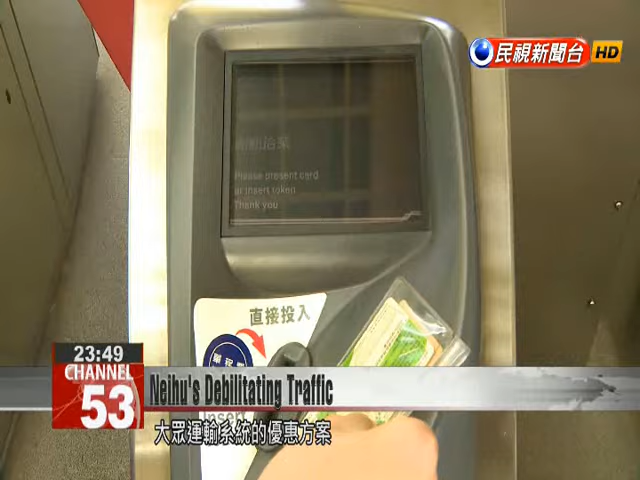 民視新聞台 HD
Please present card
or insert token
Thank you
直接投入
23:49
CHANNEL
53
Neihu's Debilitating Traffic
Insert
大眾運輸系統的優惠方案